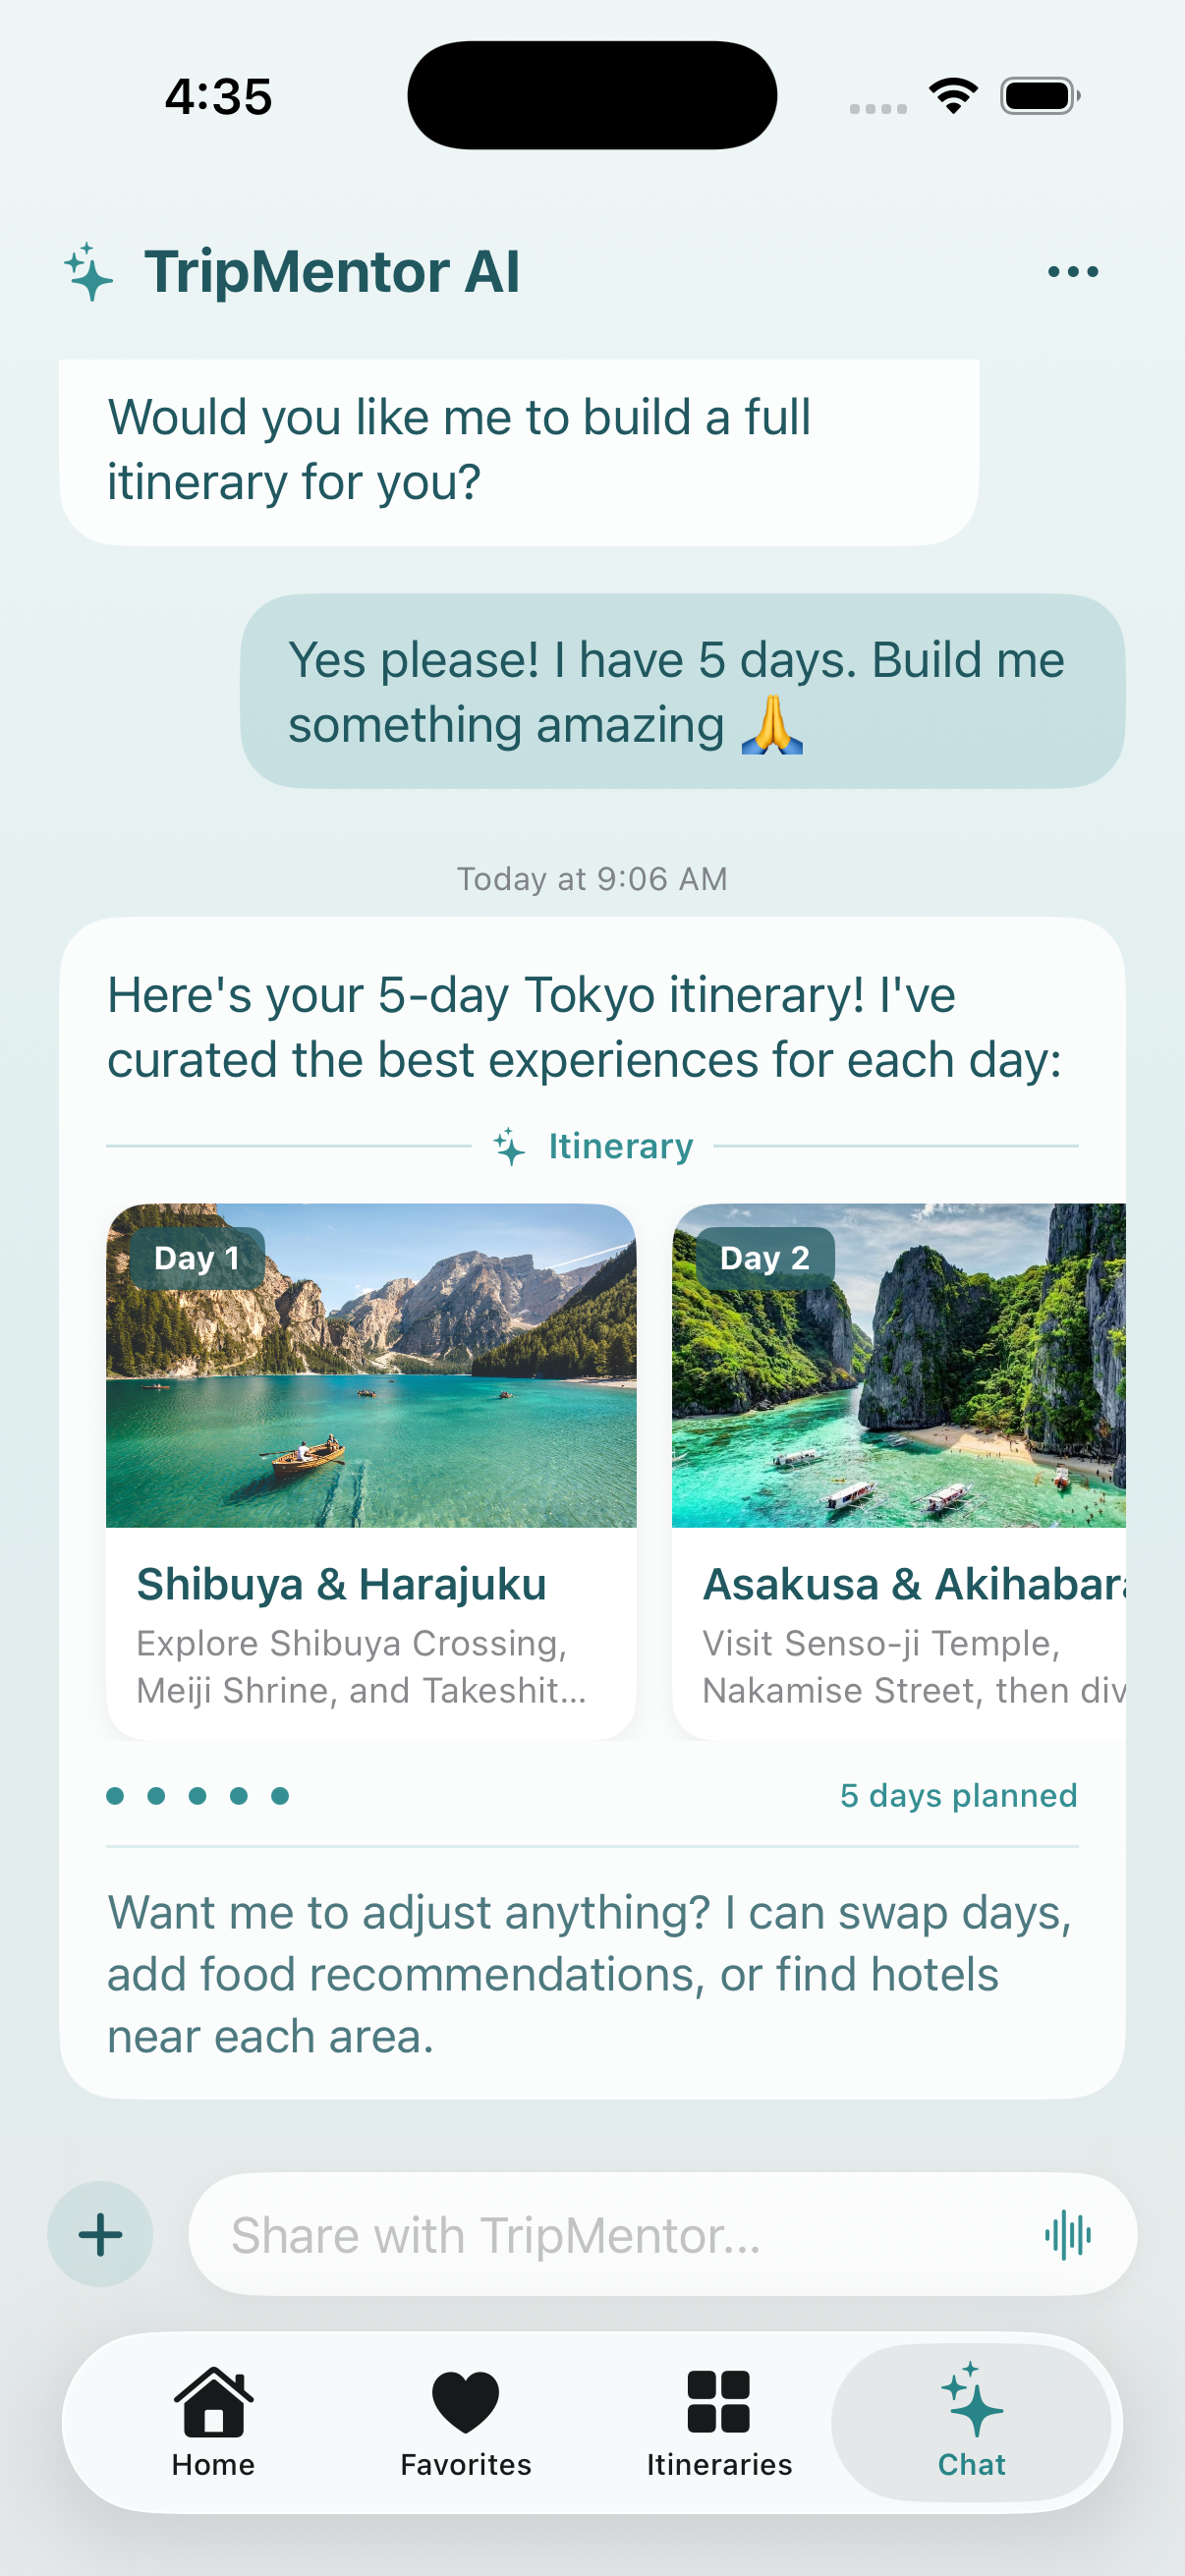 4:35
TripMentor AI
Would you like me to build a full
itinerary for you?
Yes please! I have 5 days. Build me
something amazing 🙏
Today at 9:06 AM
Here's your 5-day Tokyo itinerary! I've
curated the best experiences for each day:
Itinerary
Day 1
Shibuya & Harajuku
Explore Shibuya Crossing,
Meiji Shrine, and Takeshit...
Day 2
Asakusa & Akihabara
Visit Senso-ji Temple,
Nakamise Street, then div
5 days planned
Want me to adjust anything? I can swap days,
add food recommendations, or find hotels
near each area.
Share with TripMentor...
Home
Favorites
Itineraries
Chat